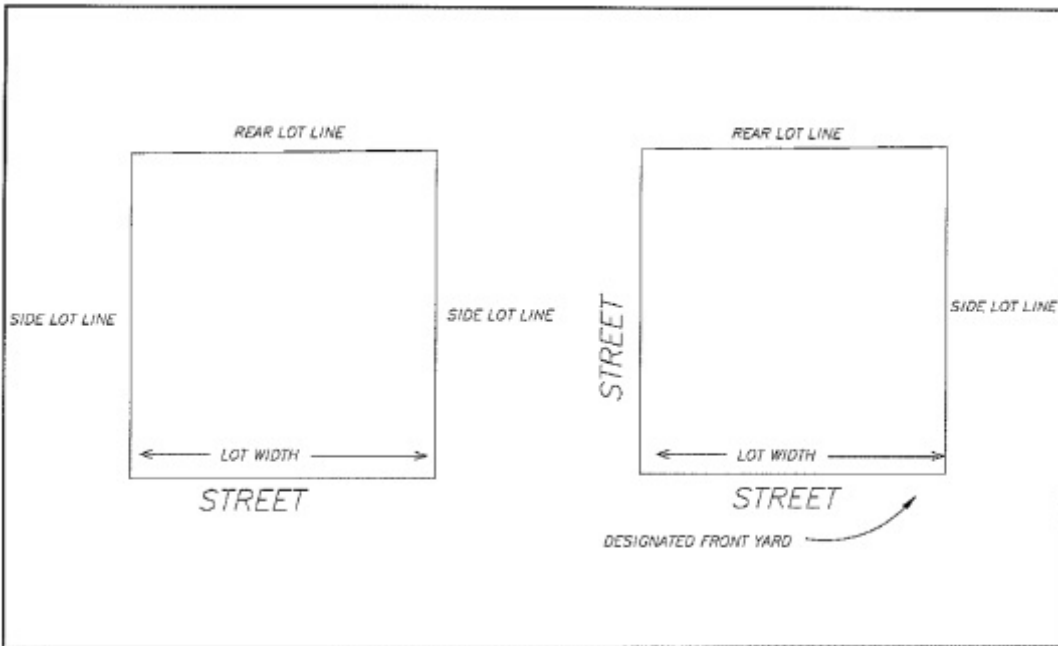 REAR LOT LINE
SIDE LOT LINE
SIDE LOT LINE
LOT WIDTH
STREET
REAR LOT LINE
STREET
SIDE LOT LINE
LOT WIDTH
STREET
DESIGNATED FRONT YARD